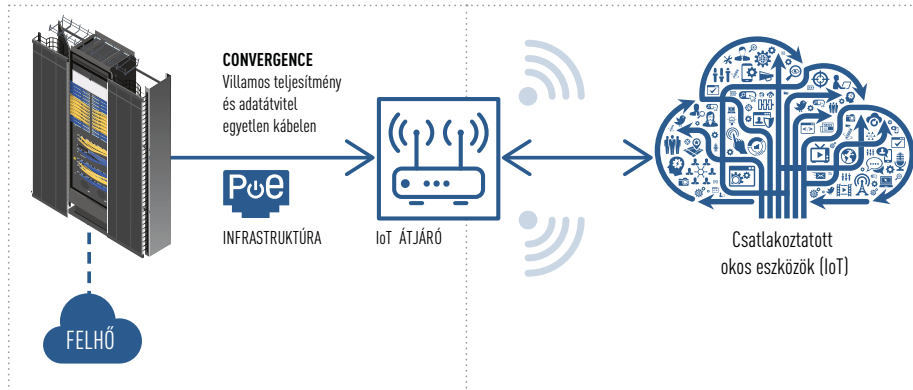 CONVERGENCE
Villamos teljesítmény
és adatátvitel
egyetlen kábelen
PoE
INFRASTRUKTÚRA
IoT ÁTJÁRÓ
Csatlakoztatott
okos eszközök (IoT)
FELHŐ